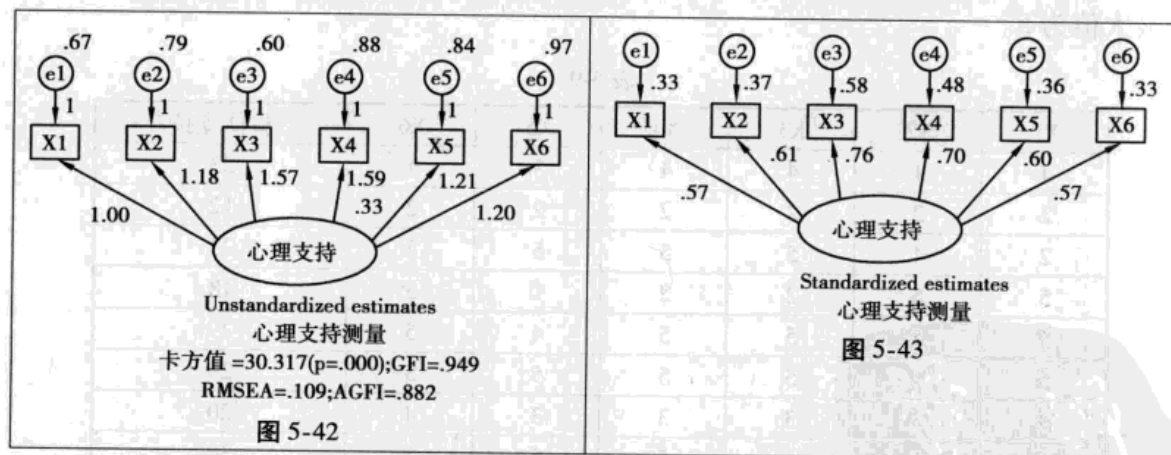 .67 .79 .60 .88 .84 .97
e1 e2 e3 e4 e5 e6
1 1 1 1 1 1
X1 X2 X3 X4 X5 X6
1.00 1.18 1.57 1.59 1.21 1.20
.33
心理支持
Unstandardized estimates
心理支持测量
卡方值=30.317(p=.000);GFI=.949
RMSEA=.109;AGFI=.882
图 5-42
e1 e2 e3 e4 e5 e6
.33 .37 .58 .48 .36 .33
X1 X2 X3 X4 X5 X6
.57 .61 .76 .70 .60 .57
心理支持
Standardized estimates
心理支持测量
图 5-43